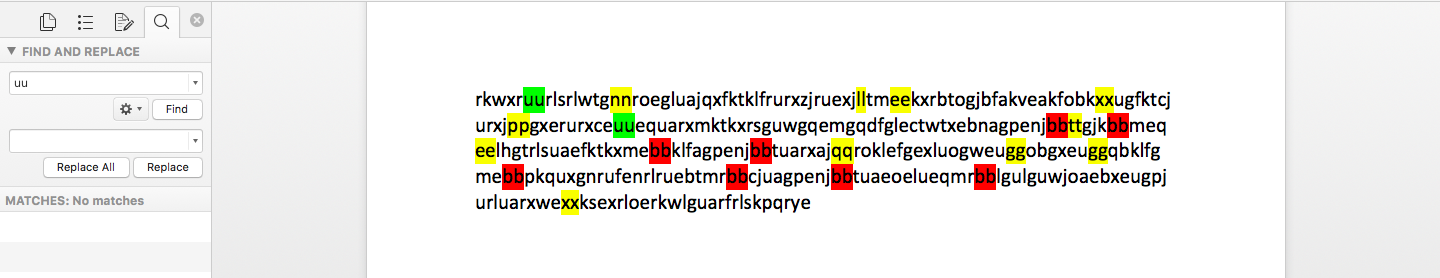 FIND AND REPLACE
uu
Find
Replace All
Replace
MATCHES: No matches
rkwxruurlsrlwtgnnroegluajqxfktklfrurxzjruexjlltmeekxrbtogjbfakveakfobkxxugfktcj
urxjppgxerurxceuuequarxmktkxrsguwgqemgqdfglectwtxebnagpenjbbttgjkbbmeq
eelhgtrlsuaefktkxmebbklfagpenjbbtuarxajqqroklefgexluogweuggobgxeuggqbklfg
mebbpkquxgnrufenrlruebtmrbbcjuagpenjbbtuaeoelueqmrbblgulguwjoaebxeugpj
urluarxwexxksexrloerkwlguarfrlskpqrye